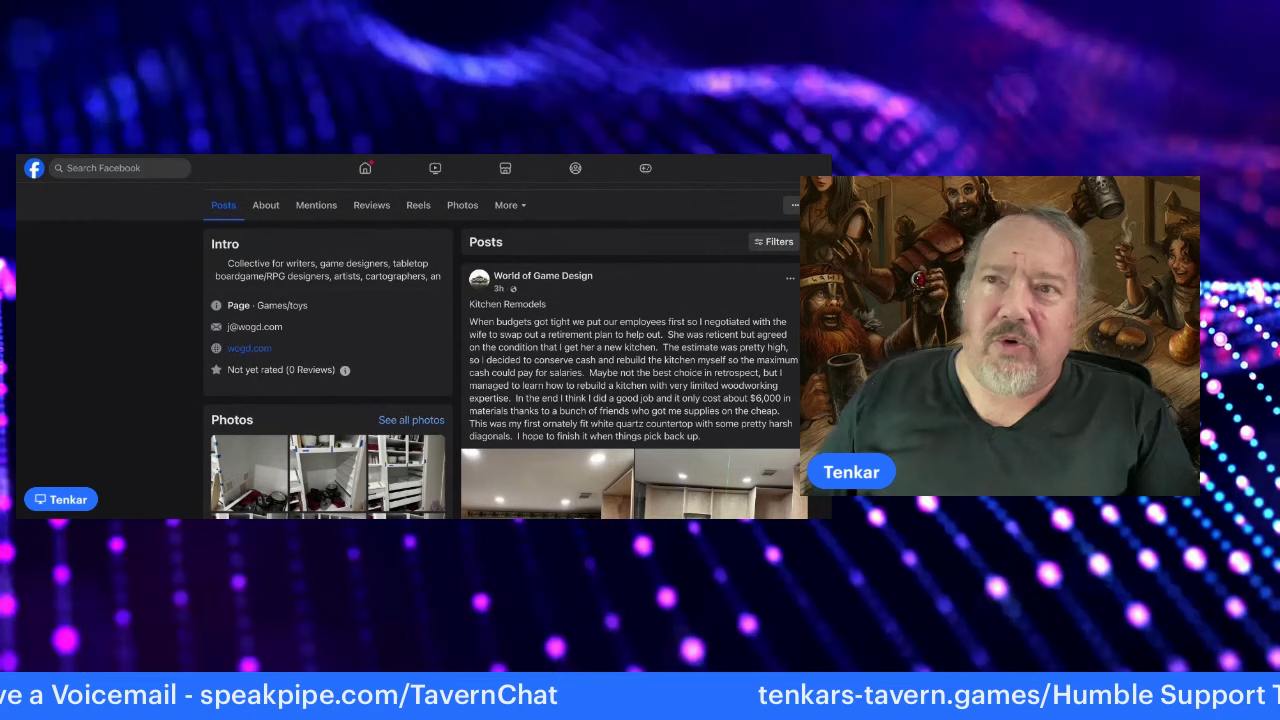 Search Facebook
Posts
About
Mentions
Reviews
Reels
Photos
More
Intro
Collective for writers, game designers, tabletop
boardgame/RPG designers, artists, cartographers, an
Page · Games/toys
j@wogd.com
wogd.com
Not yet rated (0 Reviews)
Photos
See all photos
Posts
Filters
World of Game Design
3h ·
Kitchen Remodels
When budgets got tight we put our employees first so I negotiated with the
wife to swap out a retirement plan to help out. She was reticent but agreed
on the condition that I get her a new kitchen. The estimate was pretty high,
so I decided to conserve cash and rebuild the kitchen myself so the maximum
cash could pay for salaries. Maybe not the best choice in retrospect, but I
managed to learn how to rebuild a kitchen with very limited woodworking
expertise. In the end I think I did a good job and it only cost about $6,000 in
materials thanks to a bunch of friends who got me supplies on the cheap.
This was my first ornately fit white quartz countertop with some pretty harsh
diagonals. I hope to finish it when things pick back up.
Tenkar
Tenkar
ve a Voicemail - speakpipe.com/TavernChat
tenkars-tavern.games/Humble Support T